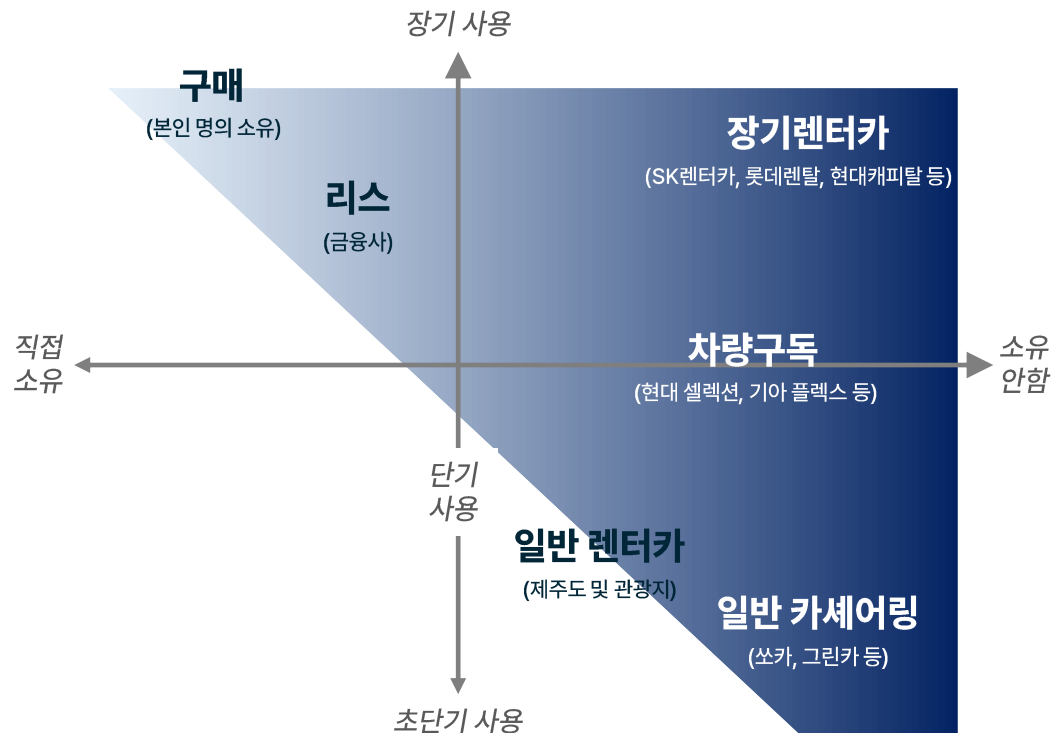 장기 사용
구매
(본인 명의 소유)
장기렌터카
(SK렌터카, 롯데렌탈, 현대캐피탈 등)
리스
(금융사)
직접
소유
차량구독
(현대 셀렉션, 기아 플렉스 등)
소유
안함
단기
사용
일반 렌터카
(제주도 및 관광지)
일반 카셰어링
(쏘카, 그린카 등)
초단기 사용